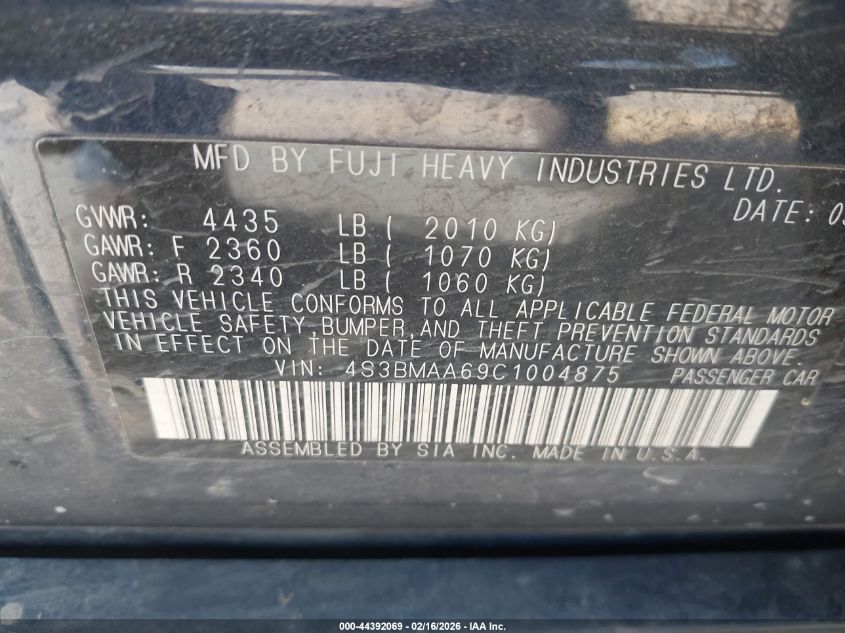 MFD BY FUJI HEAVY INDUSTRIES LTD.
DATE:
GVWR: 4435 LB ( 2010 KG)
GAWR: F 2360 LB ( 1070 KG)
GAWR: R 2340 LB ( 1060 KG)
THIS VEHICLE CONFORMS TO ALL APPLICABLE FEDERAL MOTOR
VEHICLE SAFETY, BUMPER, AND THEFT PREVENTION STANDARDS
IN EFFECT ON THE DATE OF MANUFACTURE SHOWN ABOVE.
VIN: 4S3BMAA69C1004875 PASSENGER CAR
ASSEMBLED BY SIA INC. MADE IN U.S.A.
000-44392069 - 02/16/2026 - IAA Inc.